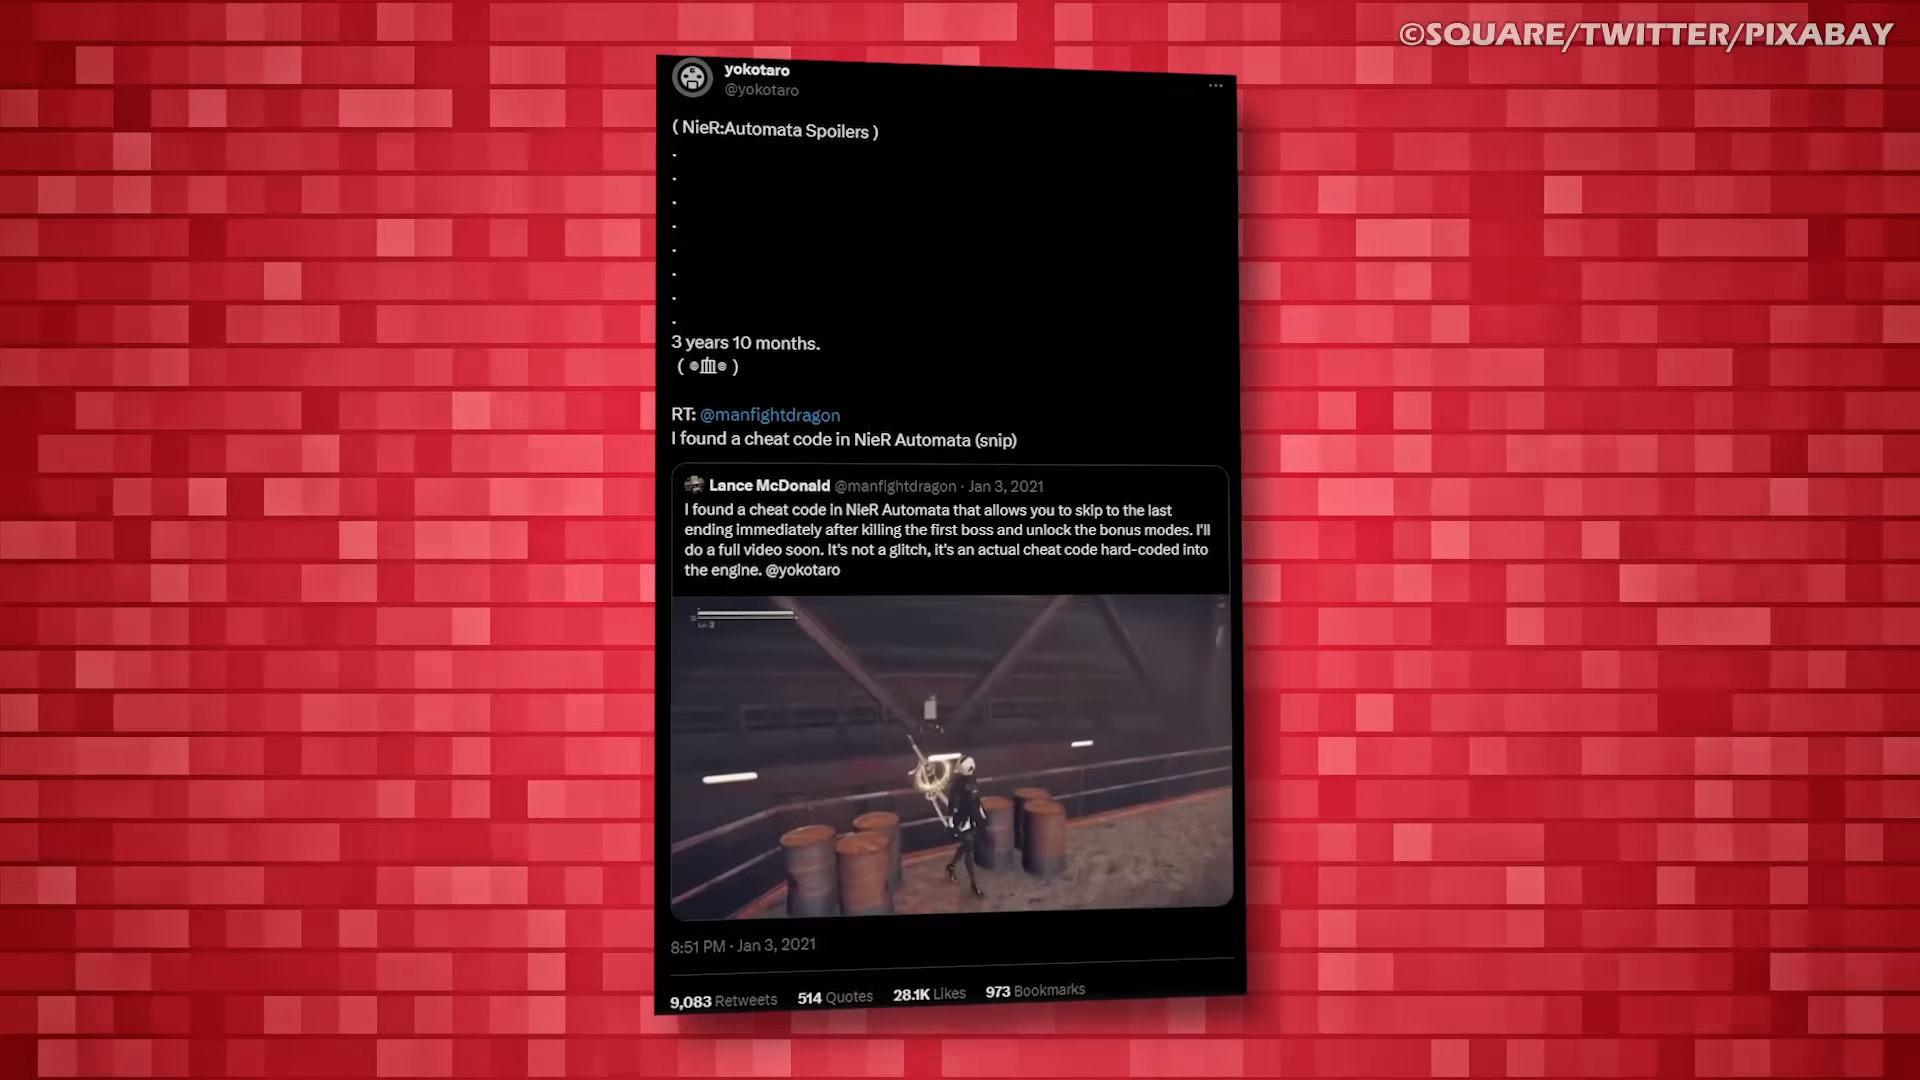 ©SQUARE/TWITTER/PIXABAY
yokotaro
@yokotaro
( NieR:Automata Spoilers )
.
.
.
.
.
.
.
.
3 years 10 months.
( ๏血๏ )
RT: @manfightdragon
I found a cheat code in NieR Automata (snip)
Lance McDonald @manfightdragon · Jan 3, 2021
I found a cheat code in NieR Automata that allows you to skip to the last
ending immediately after killing the first boss and unlock the bonus modes. I'll
do a full video soon. It's not a glitch, it's an actual cheat code hard-coded into
the engine. @yokotaro
8:51 PM · Jan 3, 2021
9,083 Retweets 514 Quotes 28.1K Likes 973 Bookmarks